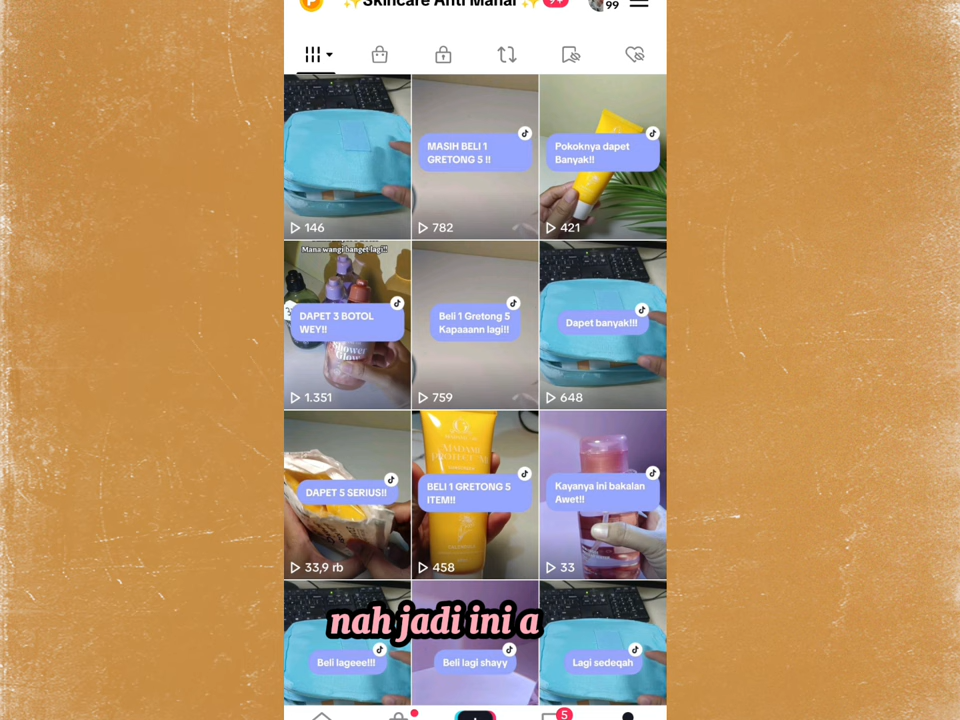 ✨Skincare Anti Mahal ✨
9+
99
146
MASIH BELI 1
GRETONG 5 !!
782
Pokoknya dapet
Banyak!!
421
Mana wangi banget lagi!!
DAPET 3 BOTOL
WEY!!
Shower
Glow
1.351
Beli 1 Gretong 5
Kapaaann lagi!!
759
Dapet banyak!!!
648
DAPET 5 SERIUS!!
33,9 rb
BELI 1 GRETONG 5
ITEM!!
458
Kayanya ini bakalan
Awet!!
33
nah jadi ini a
Beli lageee!!!
Beli lagi shayy
Lagi sedeqah
5